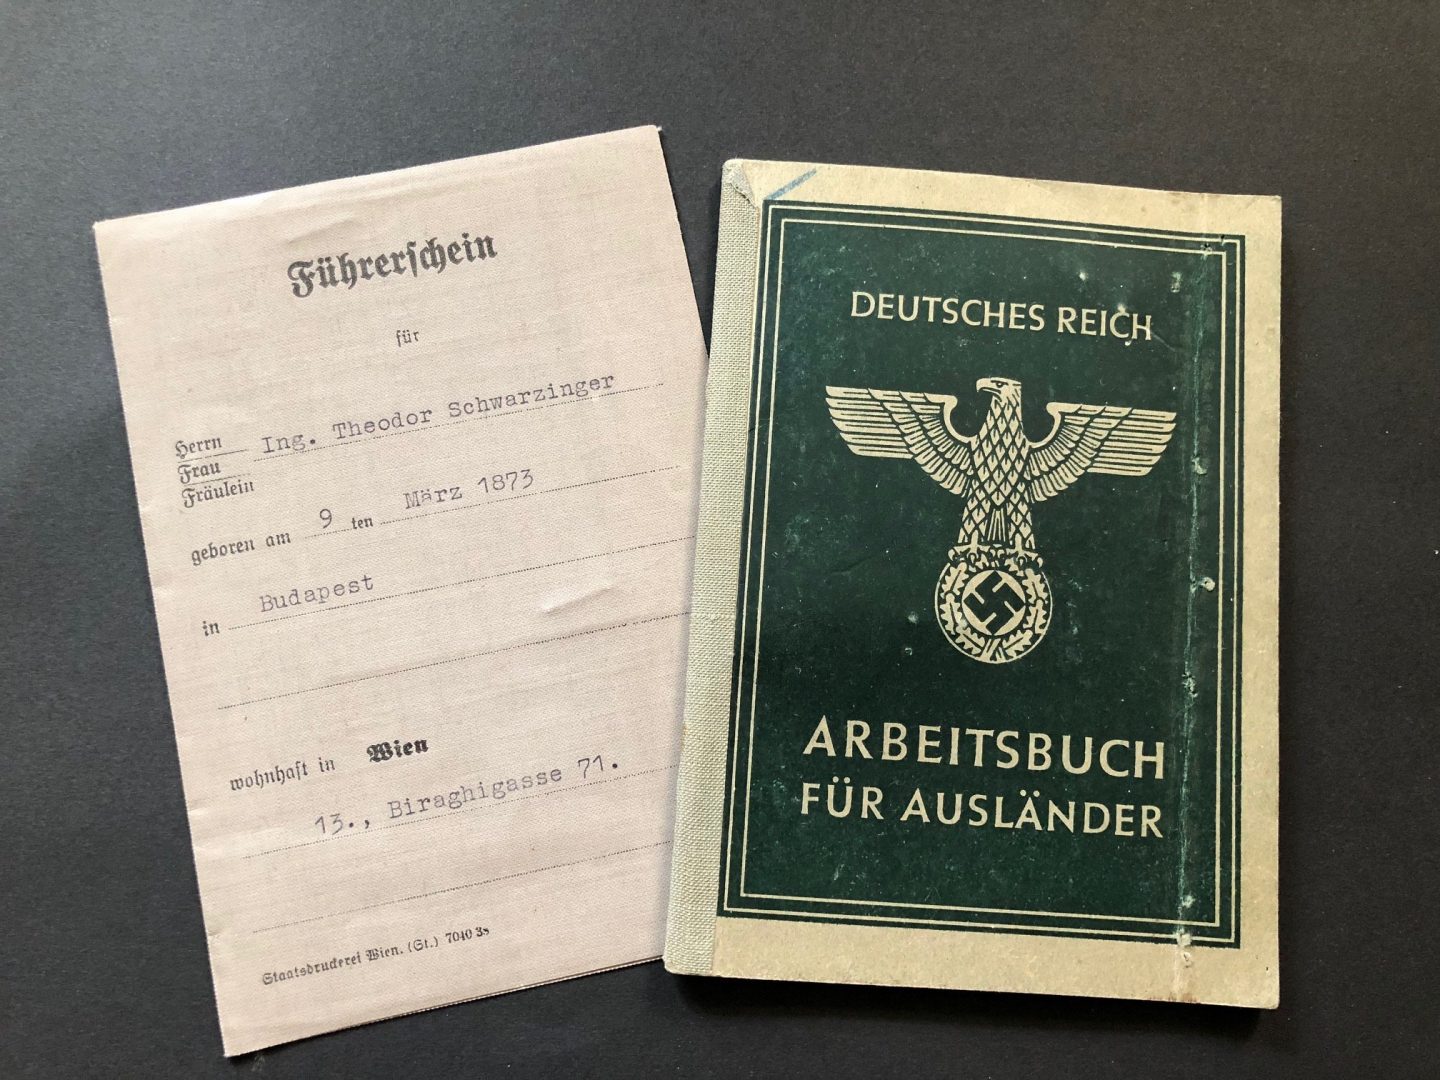 Führerschein
für
Herrn
Frau
Fräulein
Ing. Theodor Schwarzinger
geboren am 9 ten März 1873
in Budapest
wohnhaft in Wien
13., Biraghigasse 71.
Staatsdruckerei Wien. (St.) 7040 38
DEUTSCHES REICH
ARBEITSBUCH
FÜR AUSLÄNDER